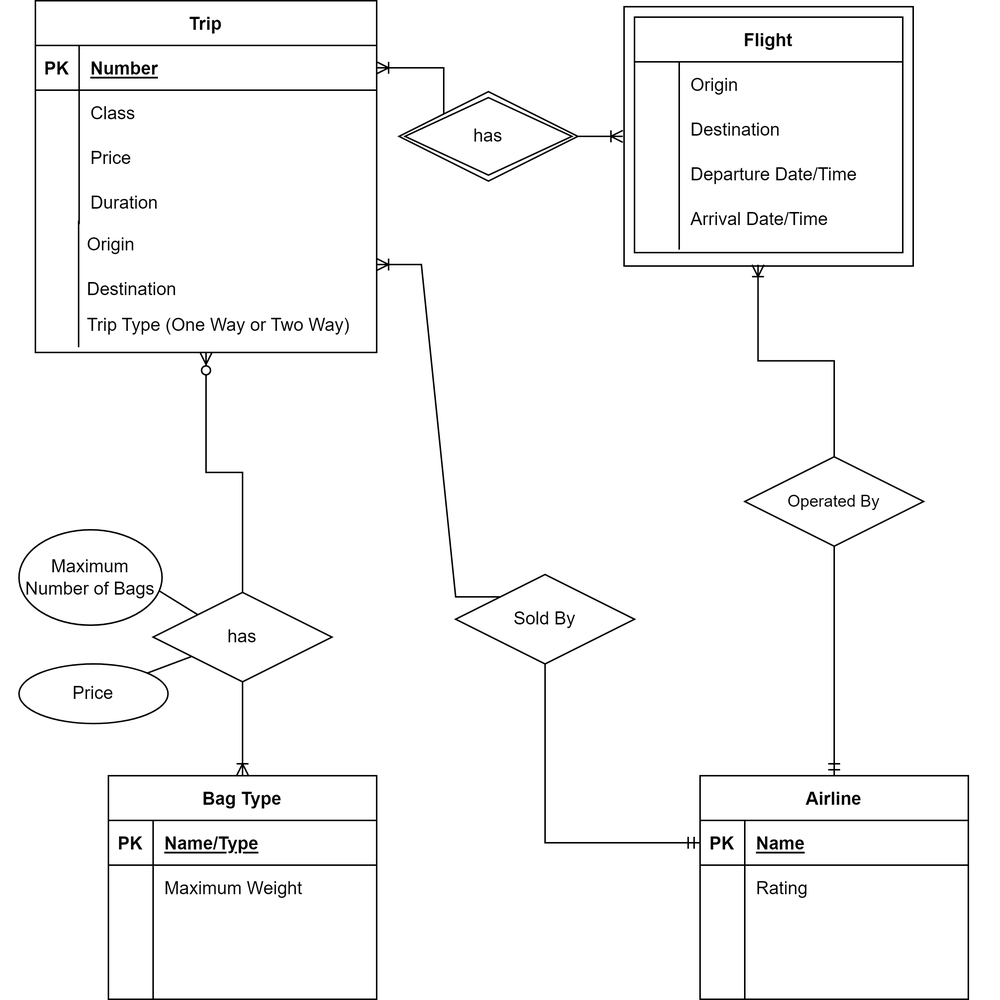 Trip
PK Number
Class
Price
Duration
Origin
Destination
Trip Type (One Way or Two Way)
has
Flight
Origin
Destination
Departure Date/Time
Arrival Date/Time
Operated By
Maximum
Number of Bags
has
Price
Sold By
Bag Type
PK Name/Type
Maximum Weight
Airline
PK Name
Rating